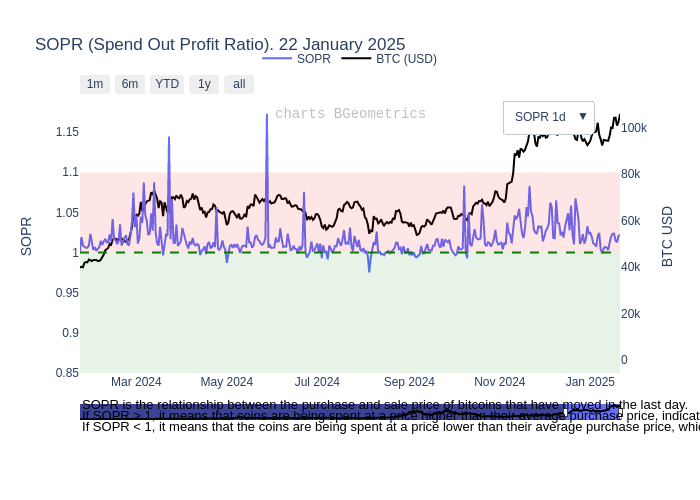 SOPR (Spend Out Profit Ratio). 22 January 2025
SOPR
BTC (USD)
1m
6m
YTD
1y
all
charts BGeometrics
SOPR 1d ▼
1.15
1.1
1.05
1
0.95
0.9
0.85
SOPR
100k
80k
60k
40k
20k
0
BTC USD
Mar 2024
May 2024
Jul 2024
Sep 2024
Nov 2024
Jan 2025
SOPR is the relationship between the purchase and sale price of bitcoins that have moved in the last day.
If SOPR > 1, it means that coins are being spent at a price higher than their average purchase price, indicat
If SOPR < 1, it means that the coins are being spent at a price lower than their average purchase price, whi